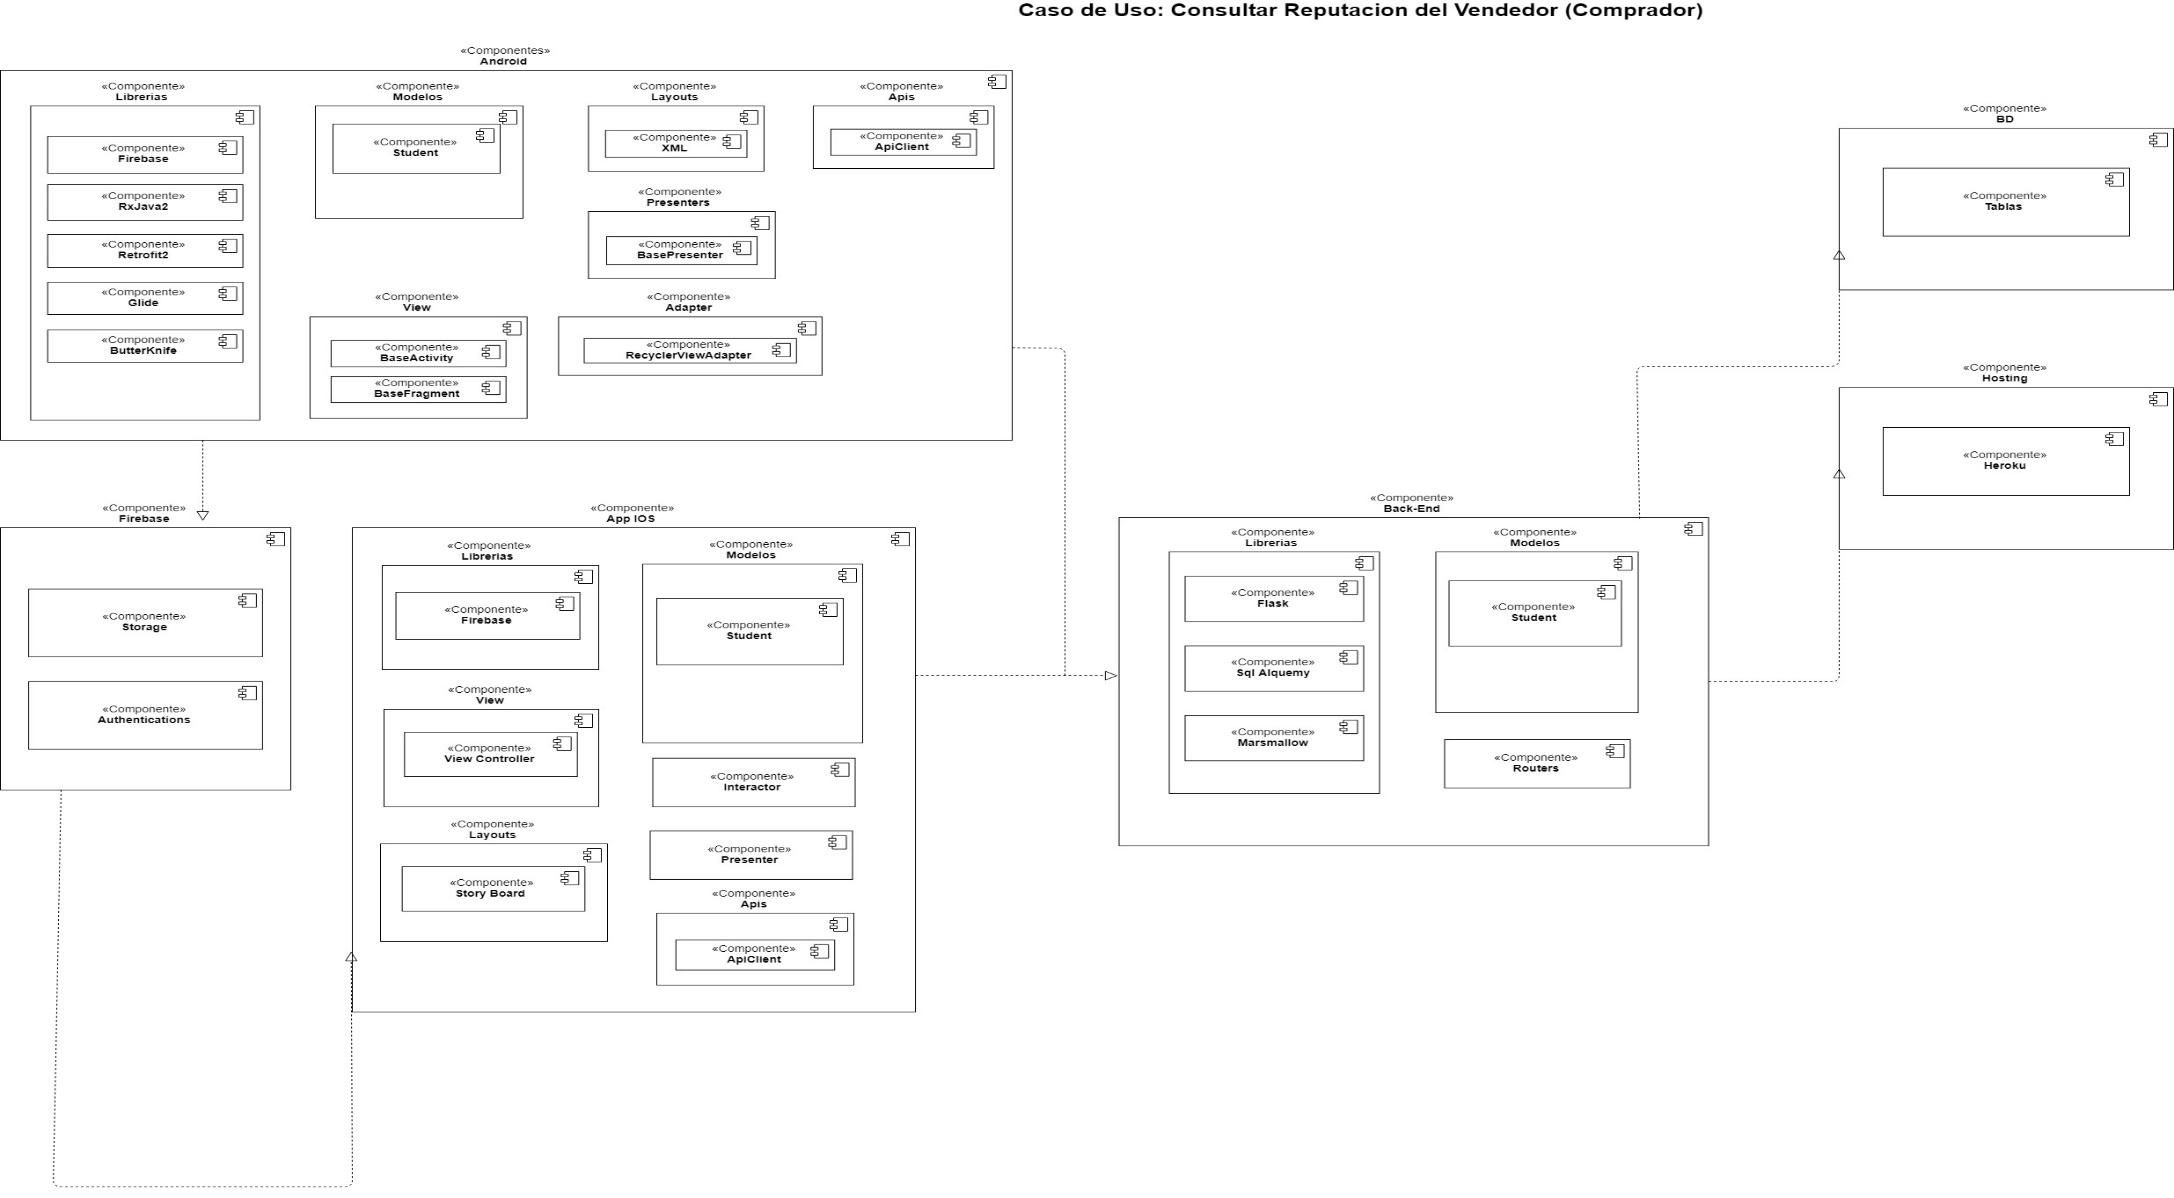 Caso de Uso: Consultar Reputacion del Vendedor (Comprador)
«Componentes»
Android
«Componente»
Librerias
«Componente»
Firebase
«Componente»
RxJava2
«Componente»
Retrofit2
«Componente»
Glide
«Componente»
ButterKnife
«Componente»
Modelos
«Componente»
Student
«Componente»
Layouts
«Componente»
XML
«Componente»
Apis
«Componente»
ApiClient
«Componente»
Presenters
«Componente»
BasePresenter
«Componente»
View
«Componente»
BaseActivity
«Componente»
BaseFragment
«Componente»
Adapter
«Componente»
RecyclerViewAdapter
«Componente»
Firebase
«Componente»
Storage
«Componente»
Authentications
«Componente»
App IOS
«Componente»
Librerias
«Componente»
Firebase
«Componente»
View
«Componente»
View Controller
«Componente»
Layouts
«Componente»
Story Board
«Componente»
Modelos
«Componente»
Student
«Componente»
Interactor
«Componente»
Presenter
«Componente»
Apis
«Componente»
ApiClient
«Componente»
Back-End
«Componente»
Librerias
«Componente»
Flask
«Componente»
Sql Alquemy
«Componente»
Marsmallow
«Componente»
Modelos
«Componente»
Student
«Componente»
Routers
«Componente»
BD
«Componente»
Tablas
«Componente»
Hosting
«Componente»
Heroku